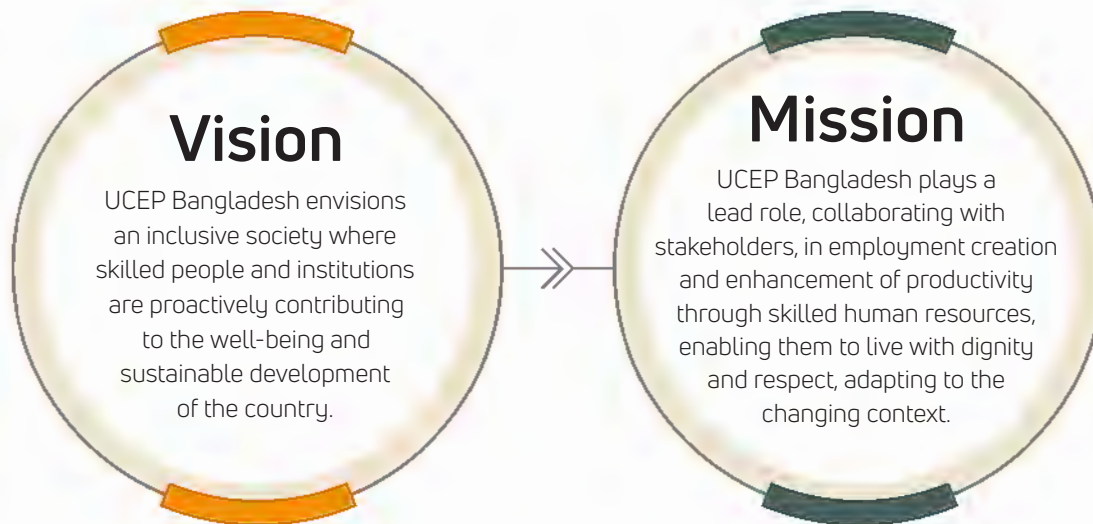 Vision
UCEP Bangladesh envisions
an inclusive society where
skilled people and institutions
are proactively contributing
to the well-being and
sustainable development
of the country.
Mission
UCEP Bangladesh plays a
lead role, collaborating with
stakeholders, in employment creation
and enhancement of productivity
through skilled human resources,
enabling them to live with dignity
and respect, adapting to the
changing context.